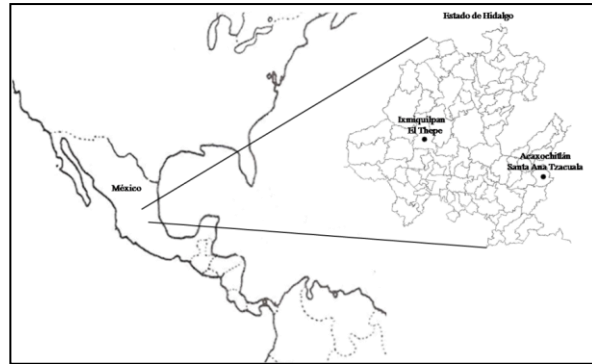 Estado de Hidalgo
Ixmiquilpan
El Thepe
Acaxochitlán
Santa Ana Tzacuala
México